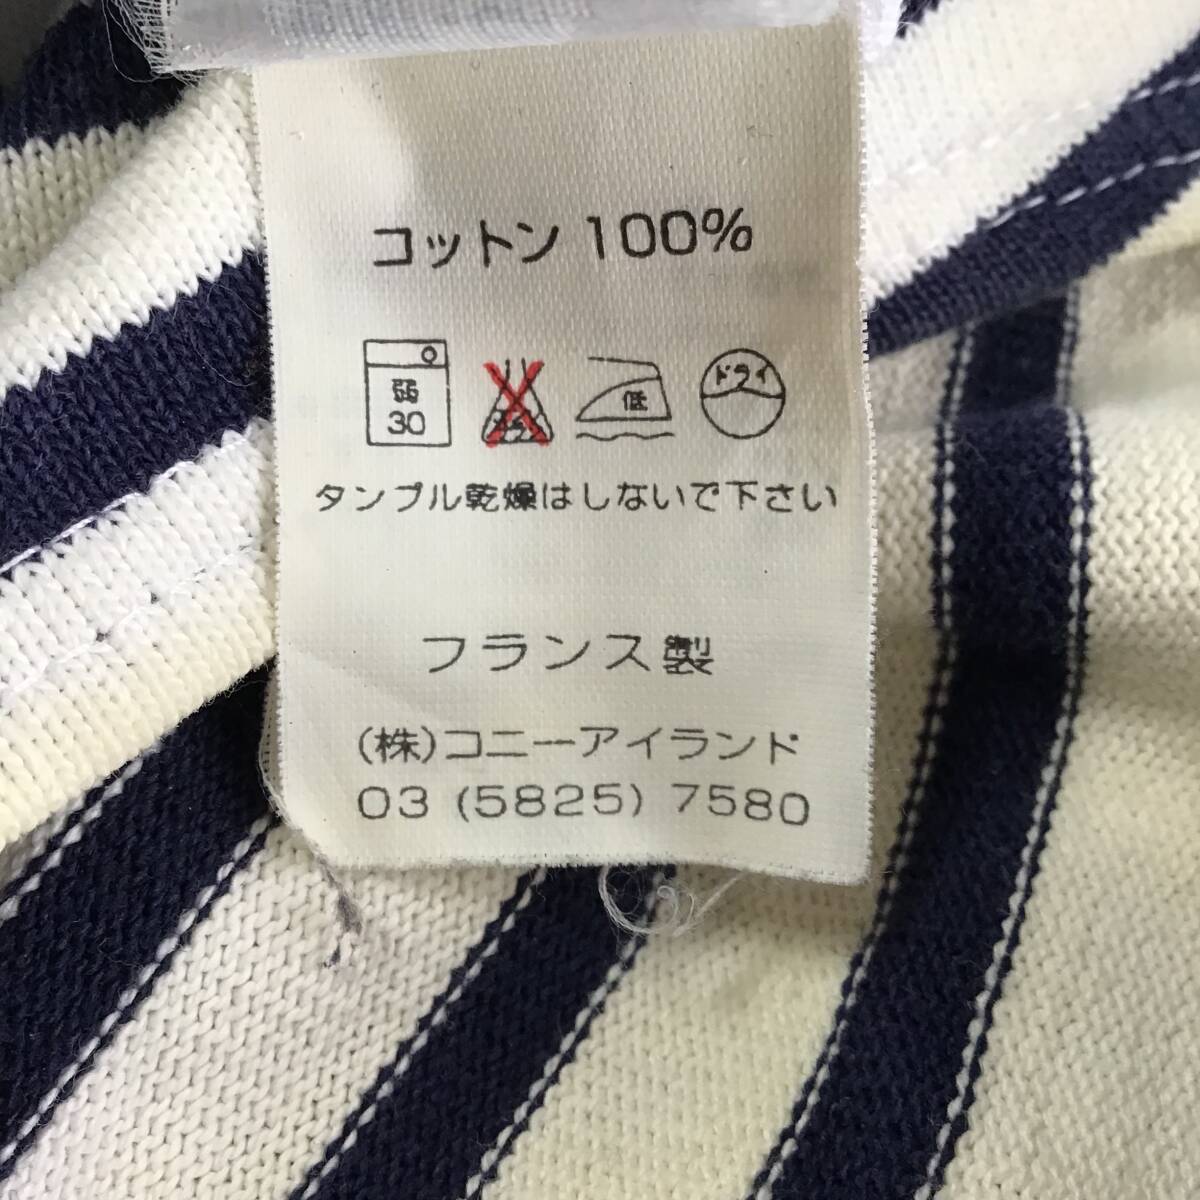 コットン 100%
弱
30
低
ドライ
タンブル乾燥はしないで下さい
フランス製
(株)コニーアイランド
03 (5825) 7580